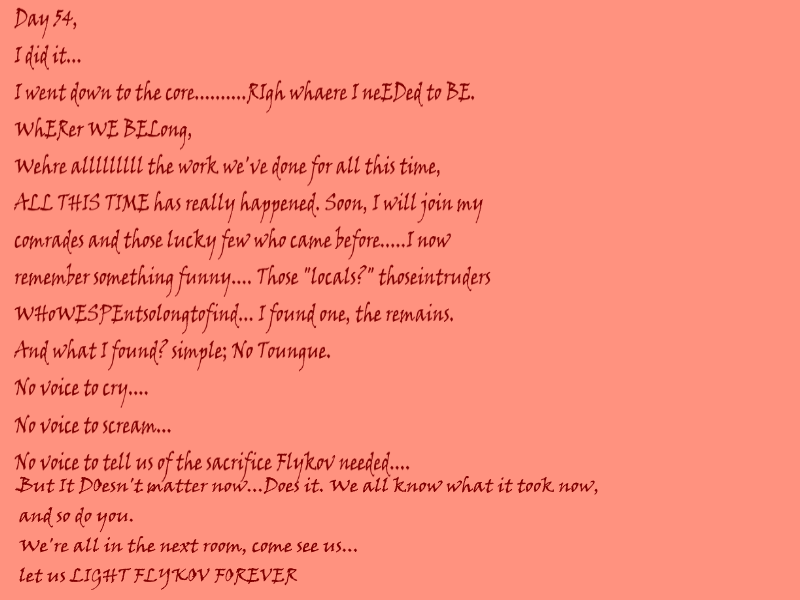 Day 54,
I did it...
I went down to the core..........RIgh whaere I neEDed to BE.
WhERer WE BELong,
Wehre alllllllll the work we've done for all this time,
ALL THIS TIME has really happened. Soon, I will join my
comrades and those lucky few who came before.....I now
remember something funny.... Those "locals?" thoseintruders
WHoWESPEntsolongtofind... I found one, the remains.
And what I found? simple; No Toungue.
No voice to cry....
No voice to scream...
No voice to tell us of the sacrifice Flykov needed....
But It DOesn't matter now...Does it. We all know what it took now,
and so do you.
We're all in the next room, come see us...
let us LIGHT FLYKOV FOREVER